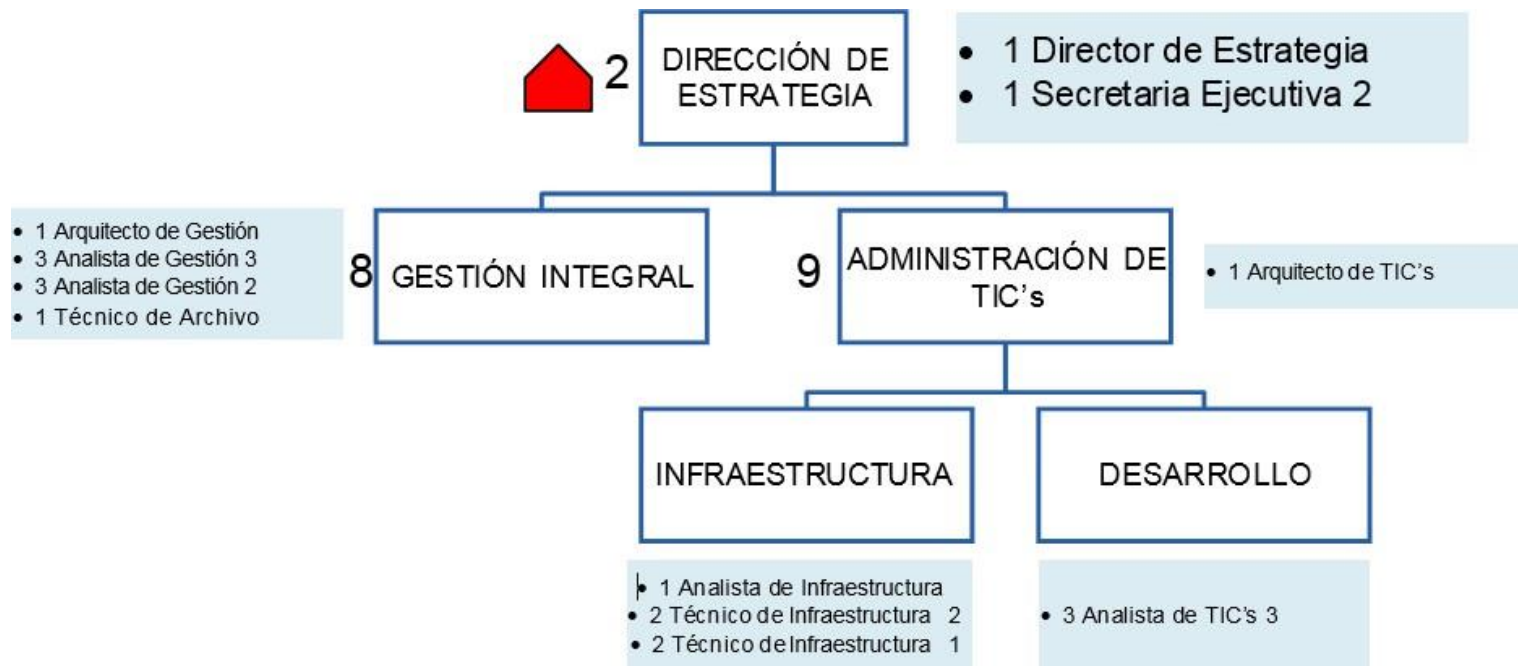 2
DIRECCIÓN DE
ESTRATEGIA
• 1 Director de Estrategia
• 1 Secretaria Ejecutiva 2
• 1 Arquitecto de Gestión
• 3 Analista de Gestión 3
• 3 Analista de Gestión 2
• 1 Técnico de Archivo
8
GESTIÓN INTEGRAL
9
ADMINISTRACIÓN DE
TIC's
• 1 Arquitecto de TIC's
INFRAESTRUCTURA
DESARROLLO
• 1 Analista de Infraestructura
• 2 Técnico de Infraestructura 2
• 2 Técnico de Infraestructura 1
• 3 Analista de TIC's 3